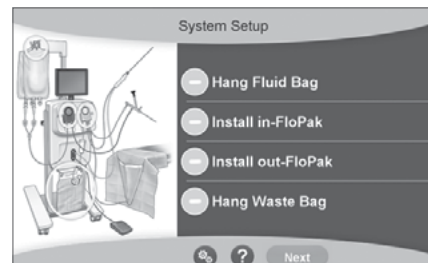 System Setup
Hang Fluid Bag
Install in-FloPak
Install out-FloPak
Hang Waste Bag
? Next